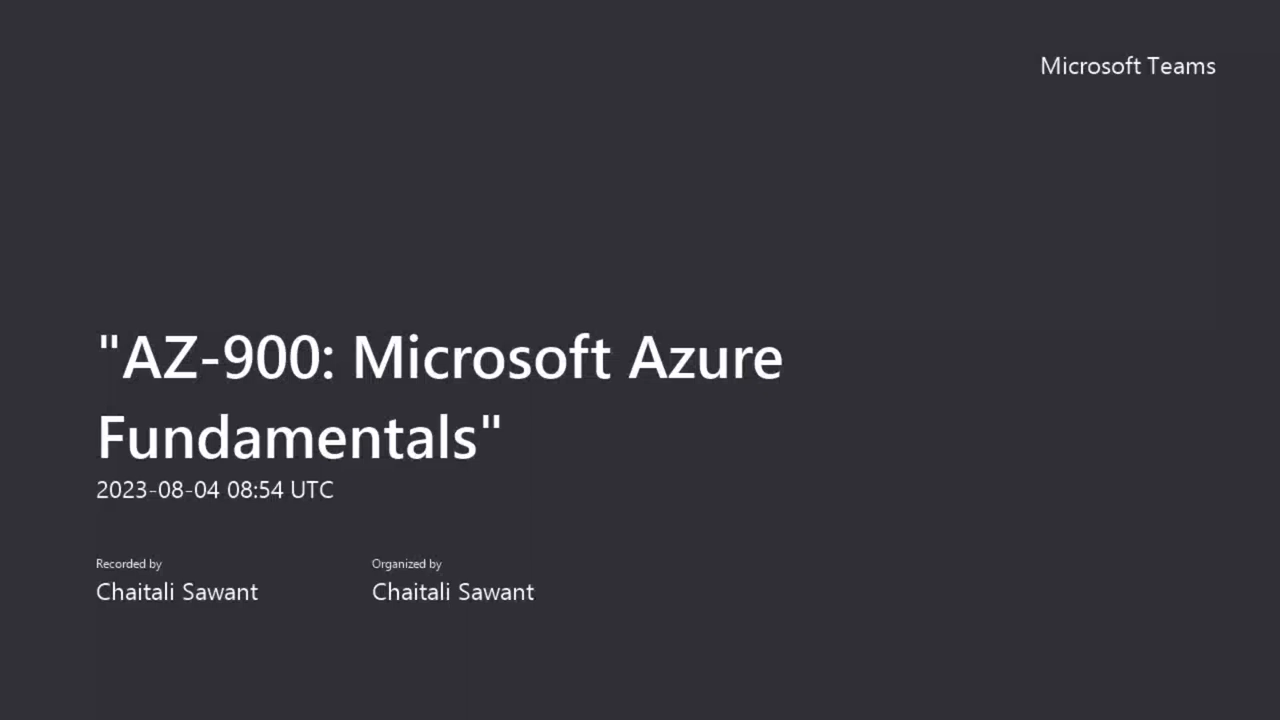 Microsoft Teams
"AZ-900: Microsoft Azure
Fundamentals"
2023-08-04 08:54 UTC
Recorded by
Chaitali Sawant
Organized by
Chaitali Sawant